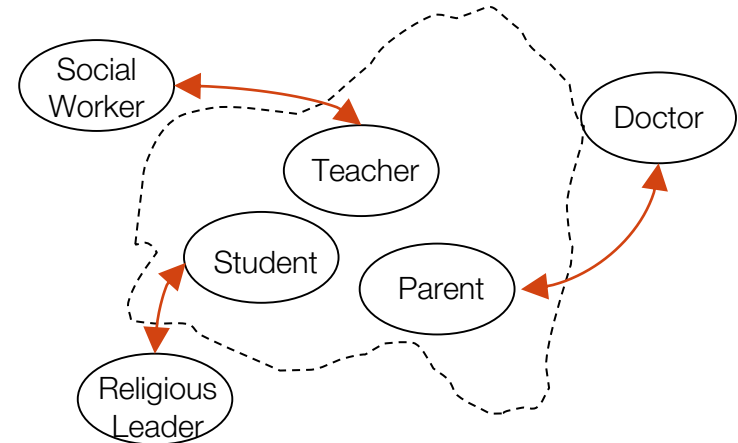 Social
Worker
Doctor
Teacher
Student
Parent
Religious
Leader